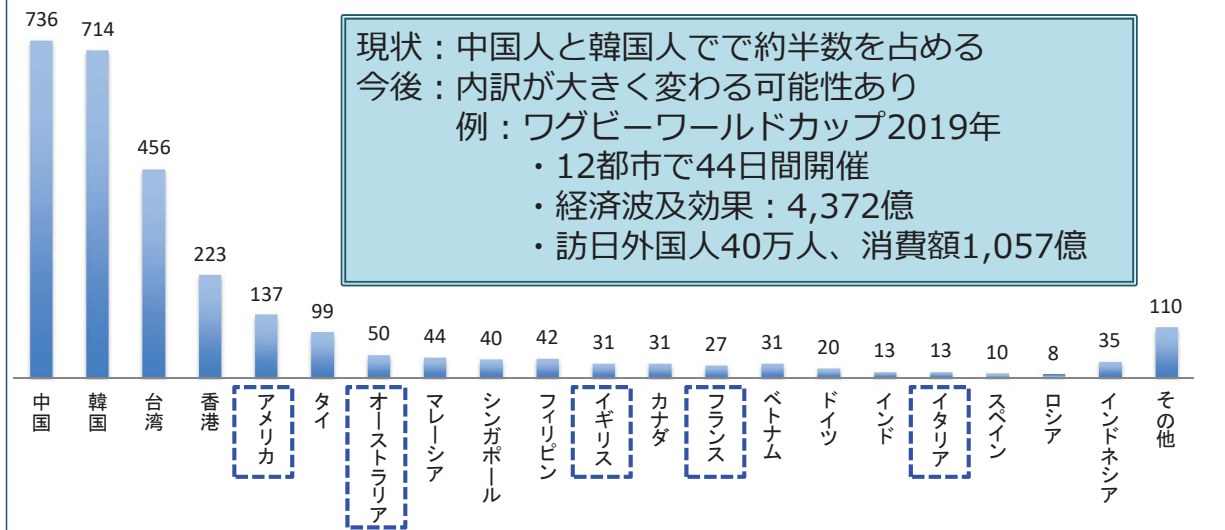 736
714
456
223
137
99
50
44
40
42
31
31
27
31
20
13
13
10
8
35
110
現状：中国人と韓国人でで約半数を占める
今後：内訳が大きく変わる可能性あり
例：ワグビーワールドカップ2019年
・12都市で44日間開催
・経済波及効果：4,372億
・訪日外国人40万人、消費額1,057億
中国
韓国
台湾
香港
アメリカ
タイ
オーストラリア
マレーシア
シンガポール
フィリピン
イギリス
カナダ
フランス
ベトナム
ドイツ
インド
イタリア
スペイン
ロシア
インドネシア
その他